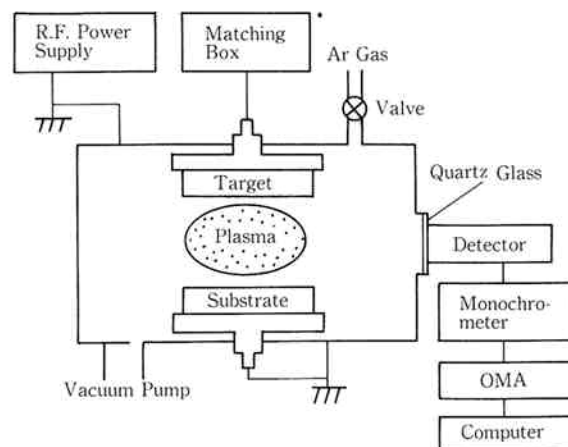 R.F. Power
Supply
Matching
Box
Ar Gas
Valve
Quartz Glass
Target
Plasma
Detector
Substrate
Monochro-
meter
Vacuum Pump
OMA
Computer